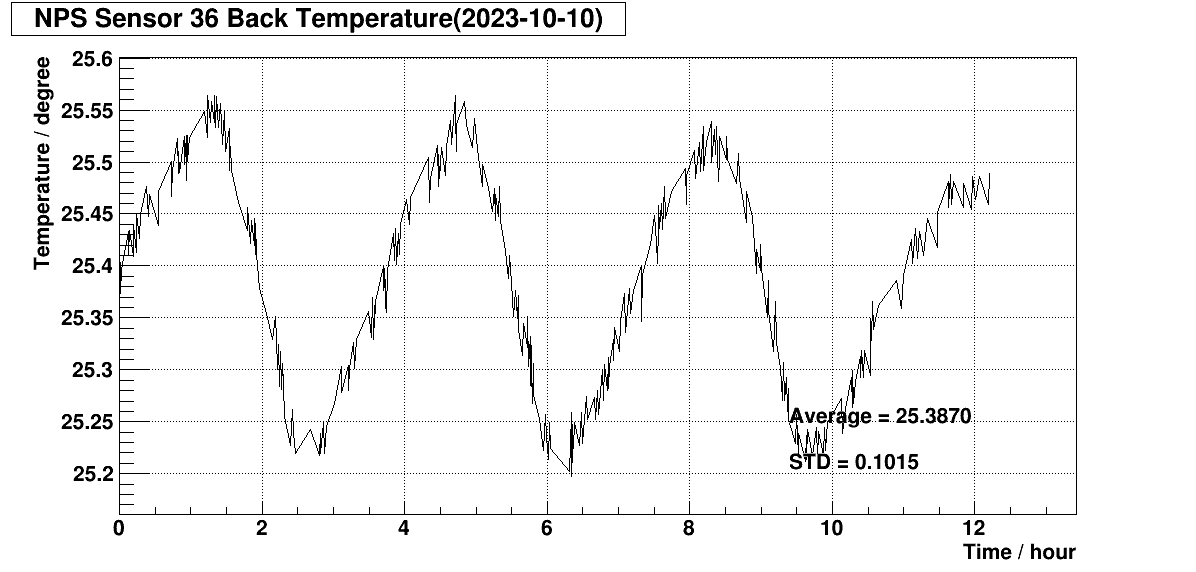 NPS Sensor 36 Back Temperature(2023-10-10)
Temperature / degree
25.6
25.55
25.5
25.45
25.4
25.35
25.3
25.25
25.2
Average = 25.3870
STD = 0.1015
0 2 4 6 8 10 12
Time / hour